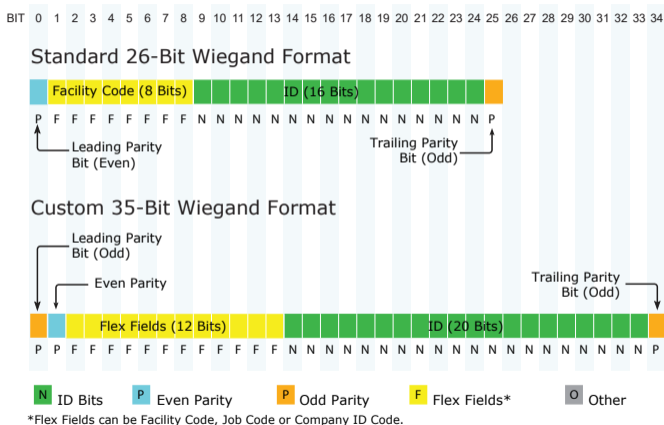 BIT 0 1 2 3 4 5 6 7 8 9 10 11 12 13 14 15 16 17 18 19 20 21 22 23 24 25 26 27 28 29 30 31 32 33 34
Standard 26-Bit Wiegand Format
Facility Code (8 Bits) ID (16 Bits)
P F F F F F F F F N N N N N N N N N N N N N N N N P
Leading Parity
Bit (Even)
Trailing Parity
Bit (Odd)
Custom 35-Bit Wiegand Format
Leading Parity
Bit (Odd)
Even Parity
Trailing Parity
Bit (Odd)
Flex Fields (12 Bits) ID (20 Bits)
P P F F F F F F F F F F F F N N N N N N N N N N N N N N N N N N N N P
N ID Bits P Even Parity P Odd Parity F Flex Fields* O Other
*Flex Fields can be Facility Code, Job Code or Company ID Code.